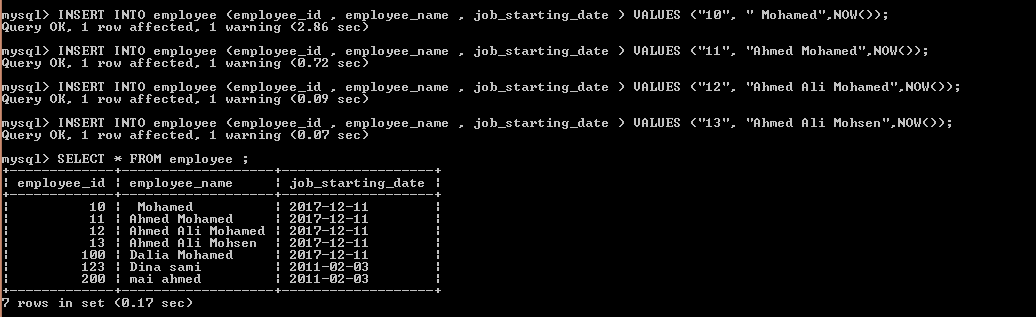 mysql> INSERT INTO employee (employee_id , employee_name , job_starting_date ) VALUES ("10", " Mohamed",NOW());
Query OK, 1 row affected, 1 warning (2.86 sec)
mysql> INSERT INTO employee (employee_id , employee_name , job_starting_date ) VALUES ("11", "Ahmed Mohamed",NOW());
Query OK, 1 row affected, 1 warning (0.72 sec)
mysql> INSERT INTO employee (employee_id , employee_name , job_starting_date ) VALUES ("12", "Ahmed Ali Mohamed",NOW());
Query OK, 1 row affected, 1 warning (0.09 sec)
mysql> INSERT INTO employee (employee_id , employee_name , job_starting_date ) VALUES ("13", "Ahmed Ali Mohsen",NOW());
Query OK, 1 row affected, 1 warning (0.07 sec)
mysql> SELECT * FROM employee ;
+-------------+-------------------+-------------------+
| employee_id | employee_name     | job_starting_date |
+-------------+-------------------+-------------------+
|          10 |  Mohamed          | 2017-12-11        |
|          11 | Ahmed Mohamed     | 2017-12-11        |
|          12 | Ahmed Ali Mohamed | 2017-12-11        |
|          13 | Ahmed Ali Mohsen  | 2017-12-11        |
|         100 | Dalia Mohamed     | 2017-12-11        |
|         123 | Dina sami         | 2011-02-03        |
|         200 | mai ahmed         | 2011-02-03        |
+-------------+-------------------+-------------------+
7 rows in set (0.17 sec)